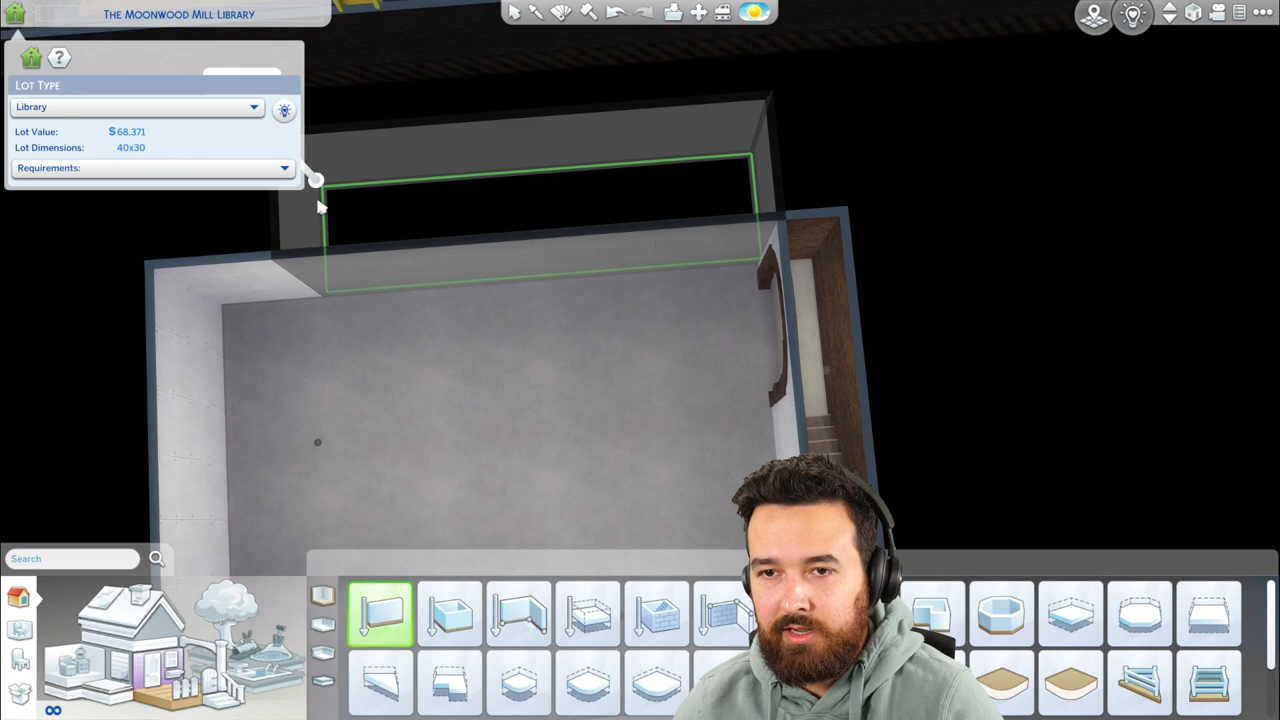 THE MOONWOOD MILL LIBRARY
LOT TYPE
Library
Lot Value: §68,371
Lot Dimensions: 40x30
Requirements:
Search